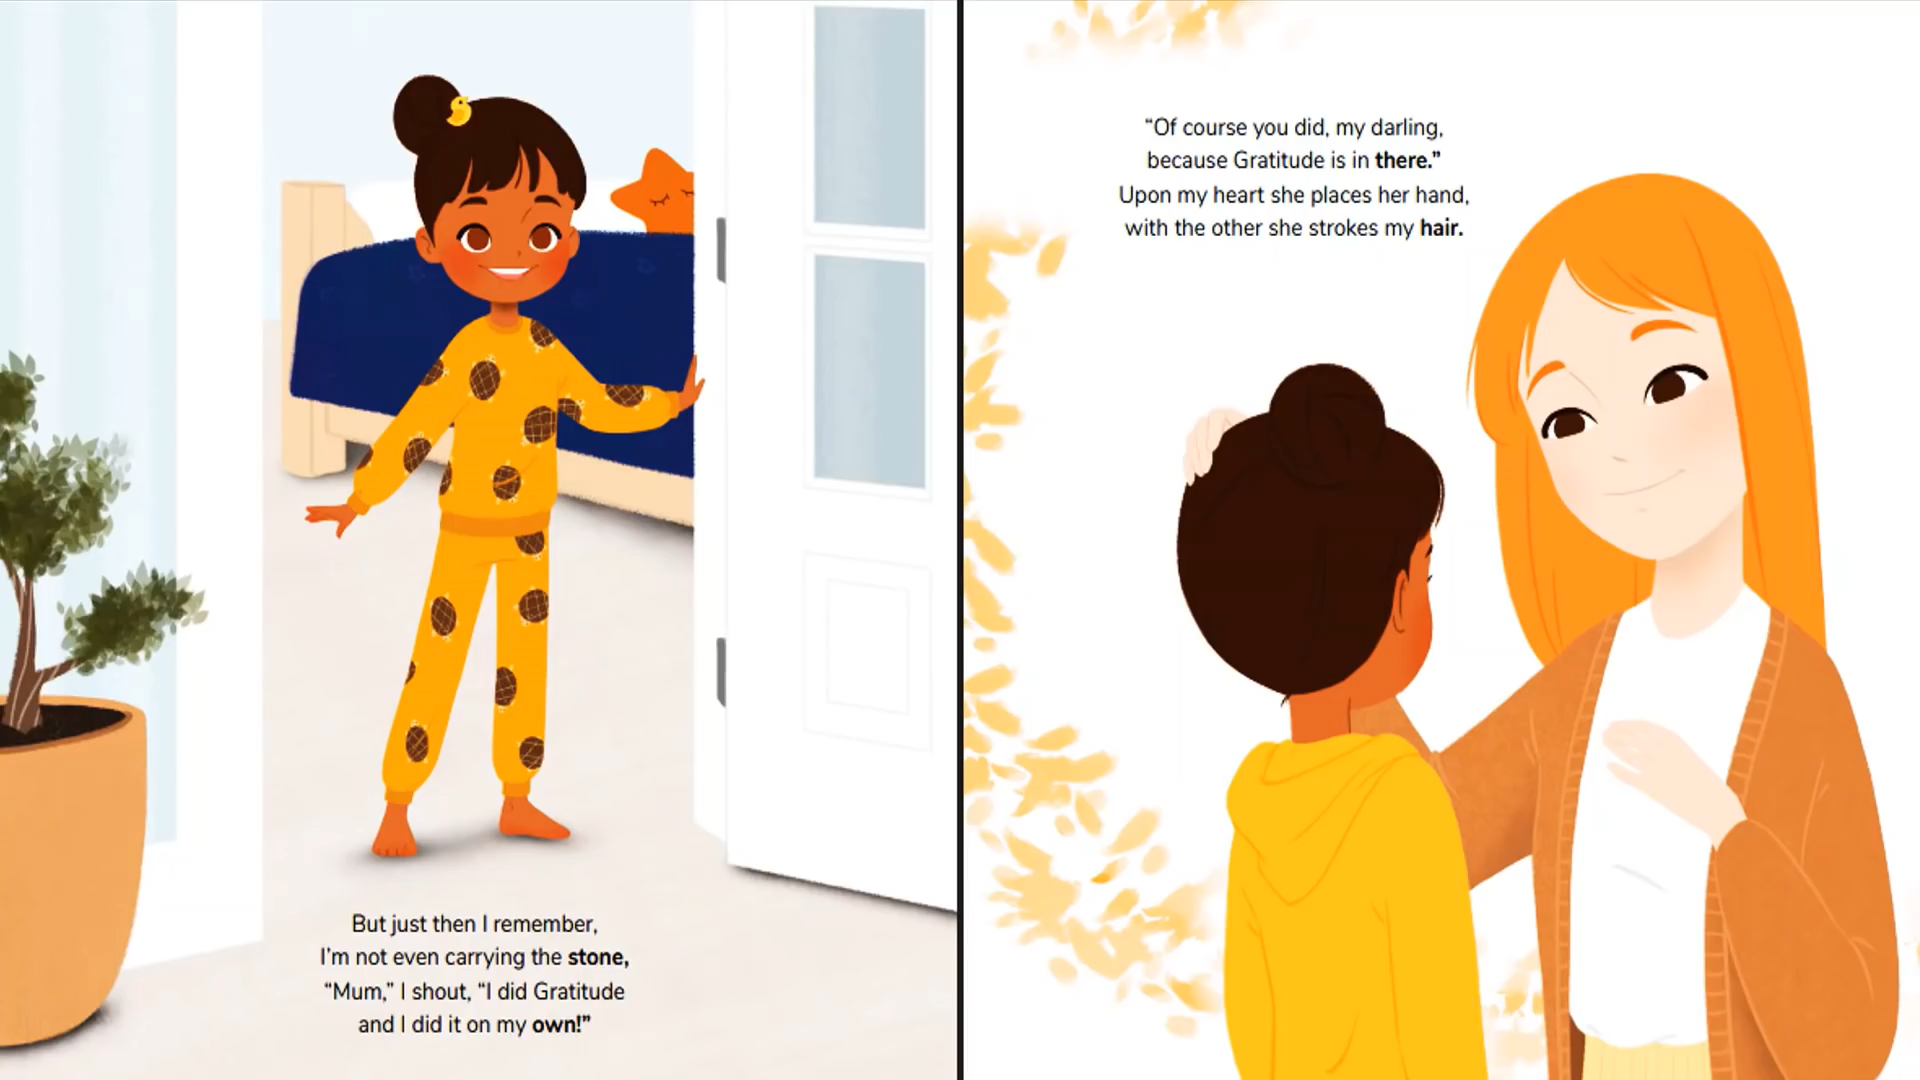 But just then I remember,
I'm not even carrying the stone,
“Mum,” I shout, “I did Gratitude
and I did it on my own!”
“Of course you did, my darling,
because Gratitude is in there.”
Upon my heart she places her hand,
with the other she strokes my hair.